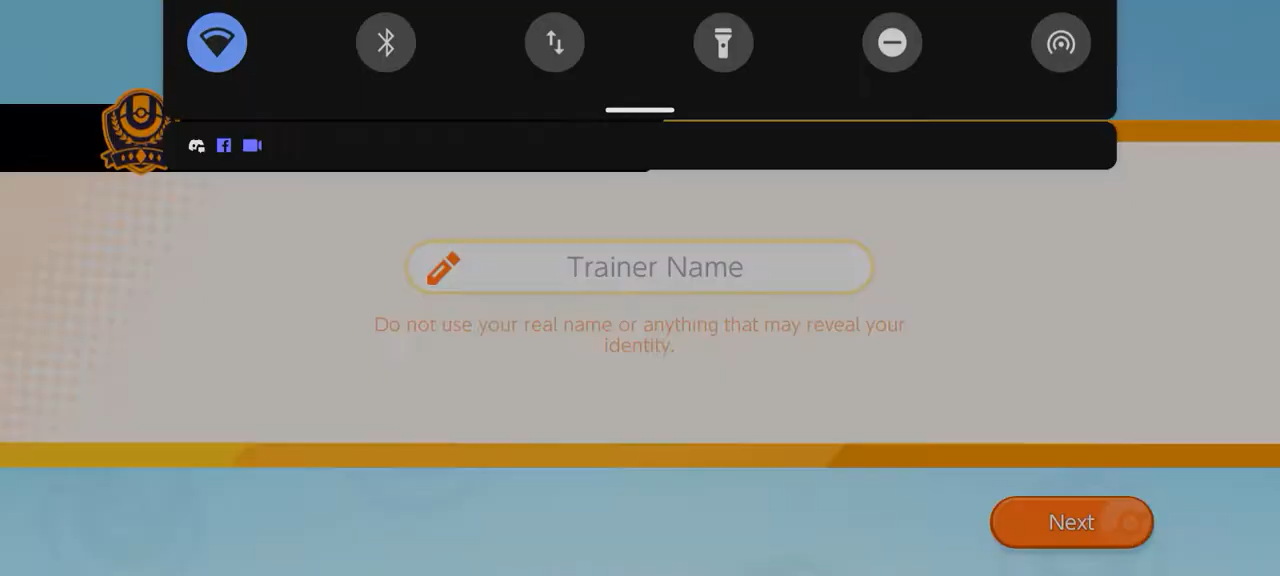 Trainer Name
Do not use your real name or anything that may reveal your
identity.
Next